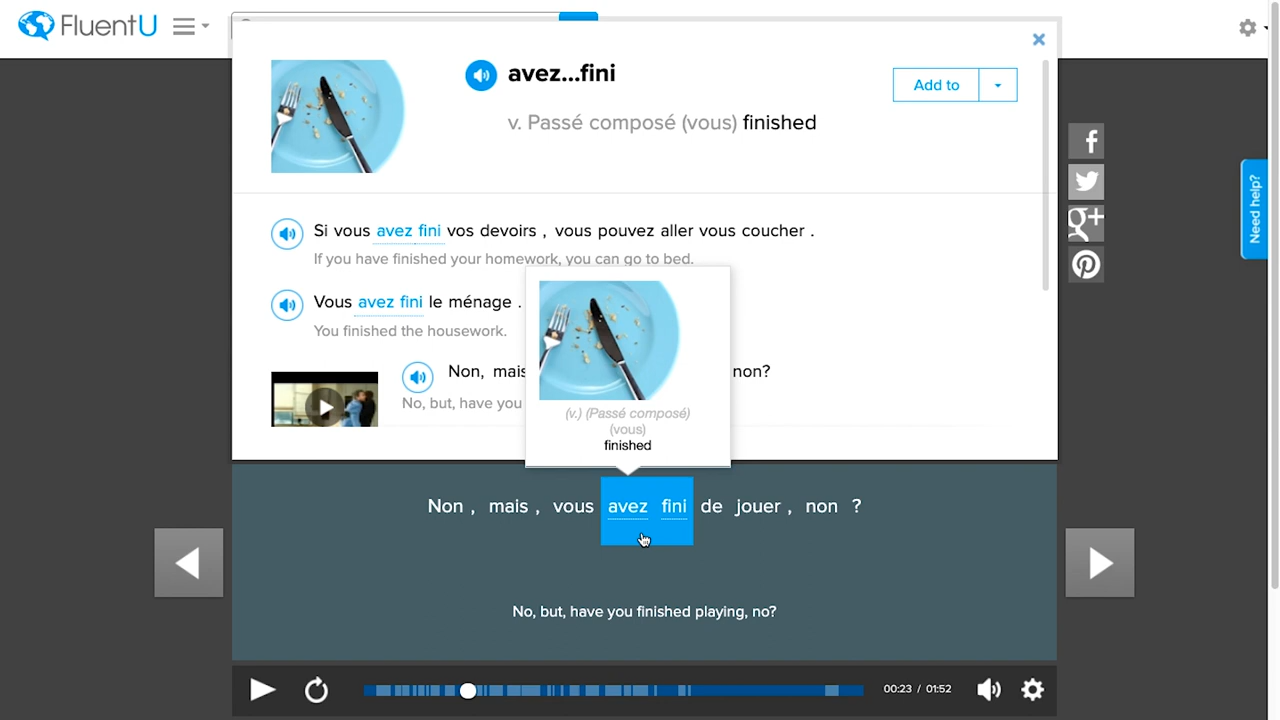 FluentU
avez...fini
Add to
v. Passé composé (vous) finished
Si vous avez fini vos devoirs , vous pouvez aller vous coucher .
If you have finished your homework, you can go to bed.
Vous avez fini le ménage .
You finished the housework.
Non, mais
non?
No, but, have you
(v.) (Passé composé)
(vous)
finished
Non , mais , vous avez fini de jouer , non ?
No, but, have you finished playing, no?
00:23 / 01:52
f
g+
Need help?